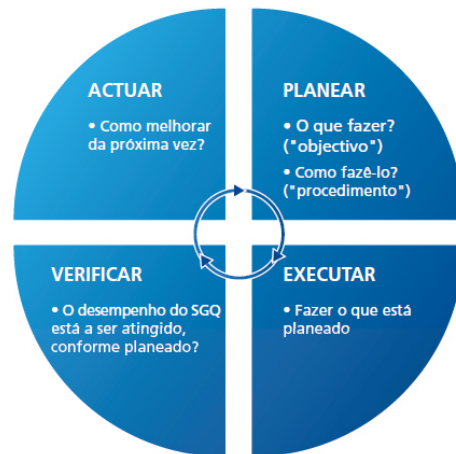 ACTUAR
• Como melhorar
da próxima vez?
PLANEAR
• O que fazer?
("objectivo")
• Como fazê-lo?
("procedimento")
VERIFICAR
• O desempenho do SGQ
está a ser atingido,
conforme planeado?
EXECUTAR
• Fazer o que está
planeado